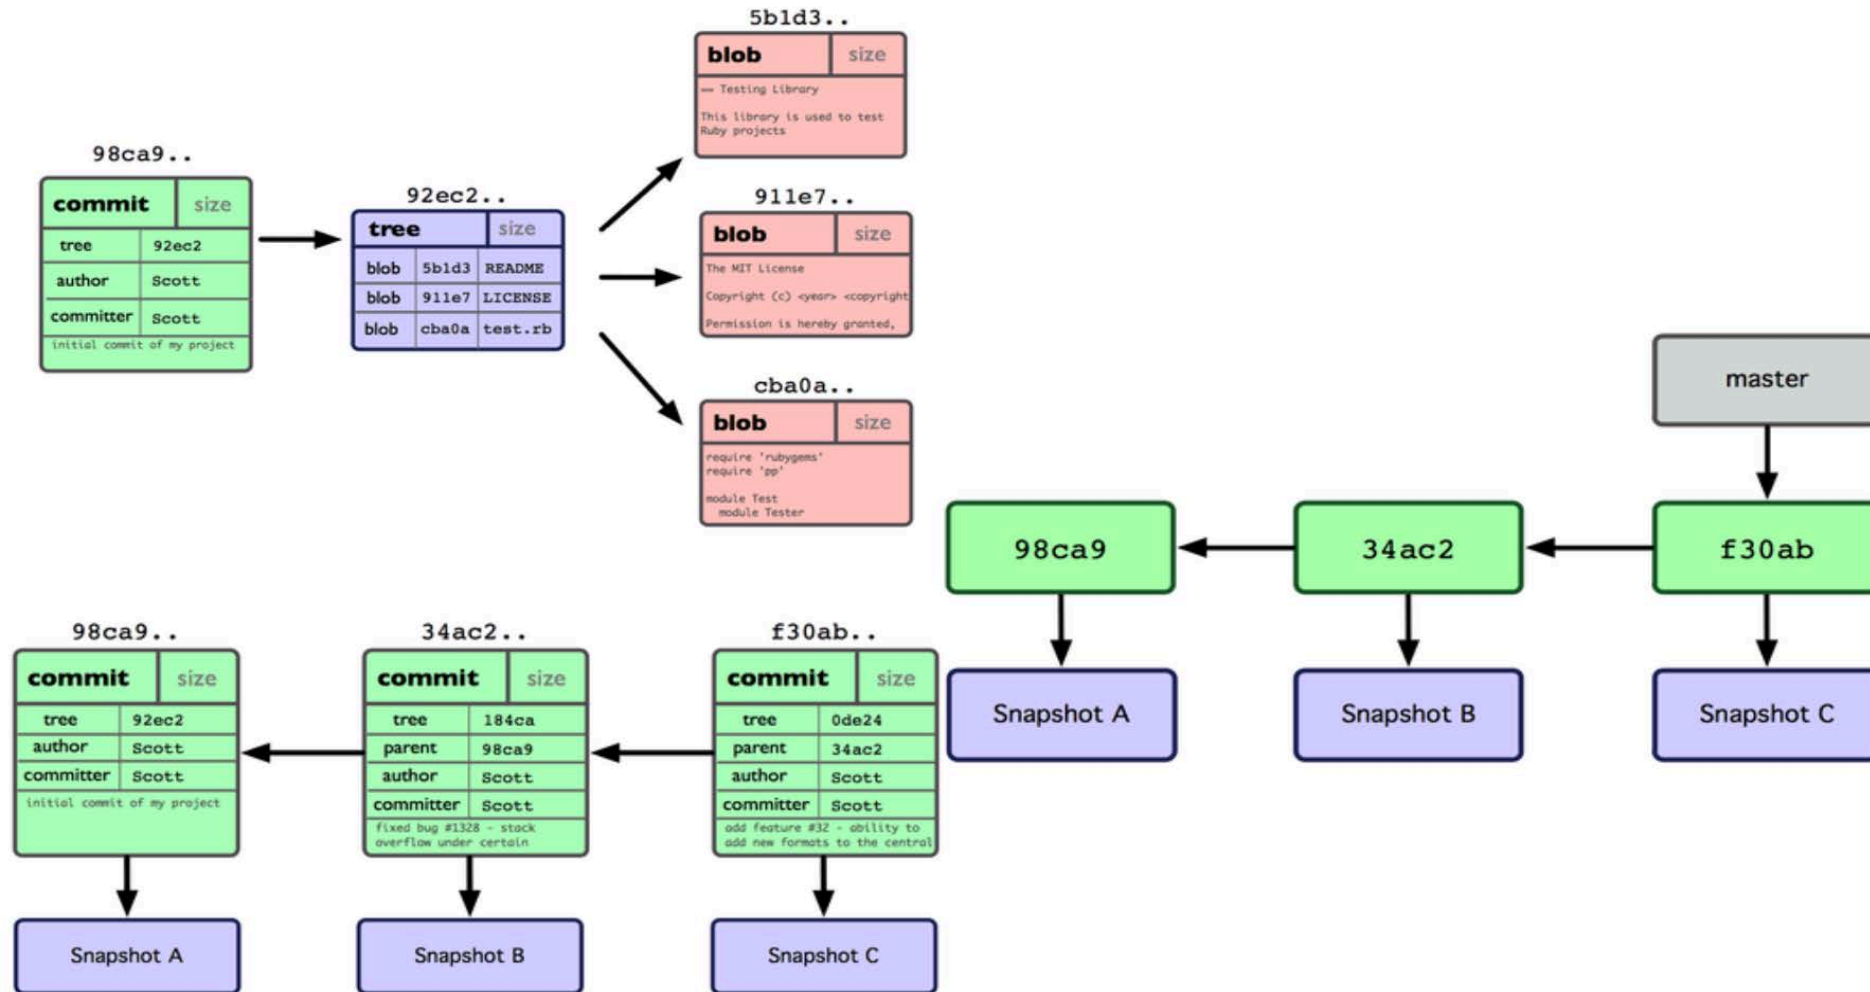 5b1d3..
blob size
== Testing Library
This library is used to test
Ruby projects
98ca9..
commit size
tree 92ec2
author Scott
committer Scott
initial commit of my project
92ec2..
tree size
blob 5b1d3 README
blob 911e7 LICENSE
blob cba0a test.rb
911e7..
blob size
The MIT License
Copyright (c) <year> <copyright
Permission is hereby granted,
cba0a..
blob size
require 'rubygems'
require 'pp'
module Test
module Tester
master
98ca9
34ac2
f30ab
Snapshot A
Snapshot B
Snapshot C
98ca9..
commit size
tree 92ec2
author Scott
committer Scott
initial commit of my project
34ac2..
commit size
tree 184ca
parent 98ca9
author Scott
committer Scott
fixed bug #1328 - stack
overflow under certain
f30ab..
commit size
tree 0de24
parent 34ac2
author Scott
committer Scott
add feature #32 - ability to
add new formats to the central
Snapshot A
Snapshot B
Snapshot C